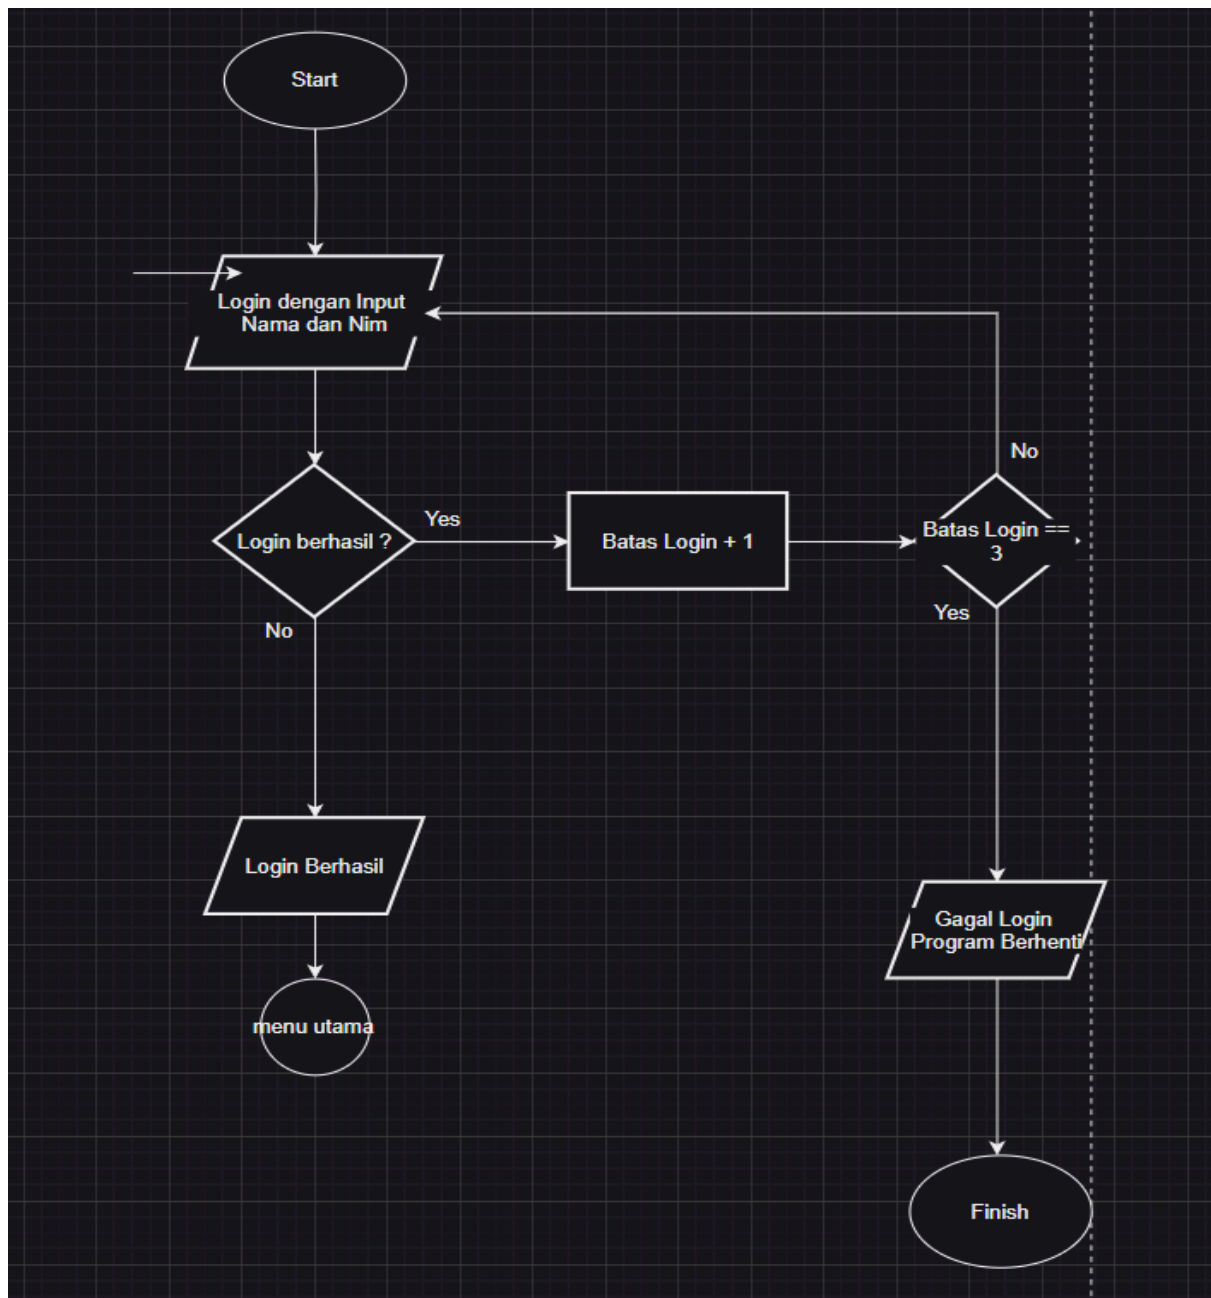 Start
Login dengan Input
Nama dan Nim
No
Login berhasil ?
Yes
Batas Login + 1
Batas Login ==
3
No
Yes
Login Berhasil
Gagal Login
Program Berhenti
menu utama
Finish